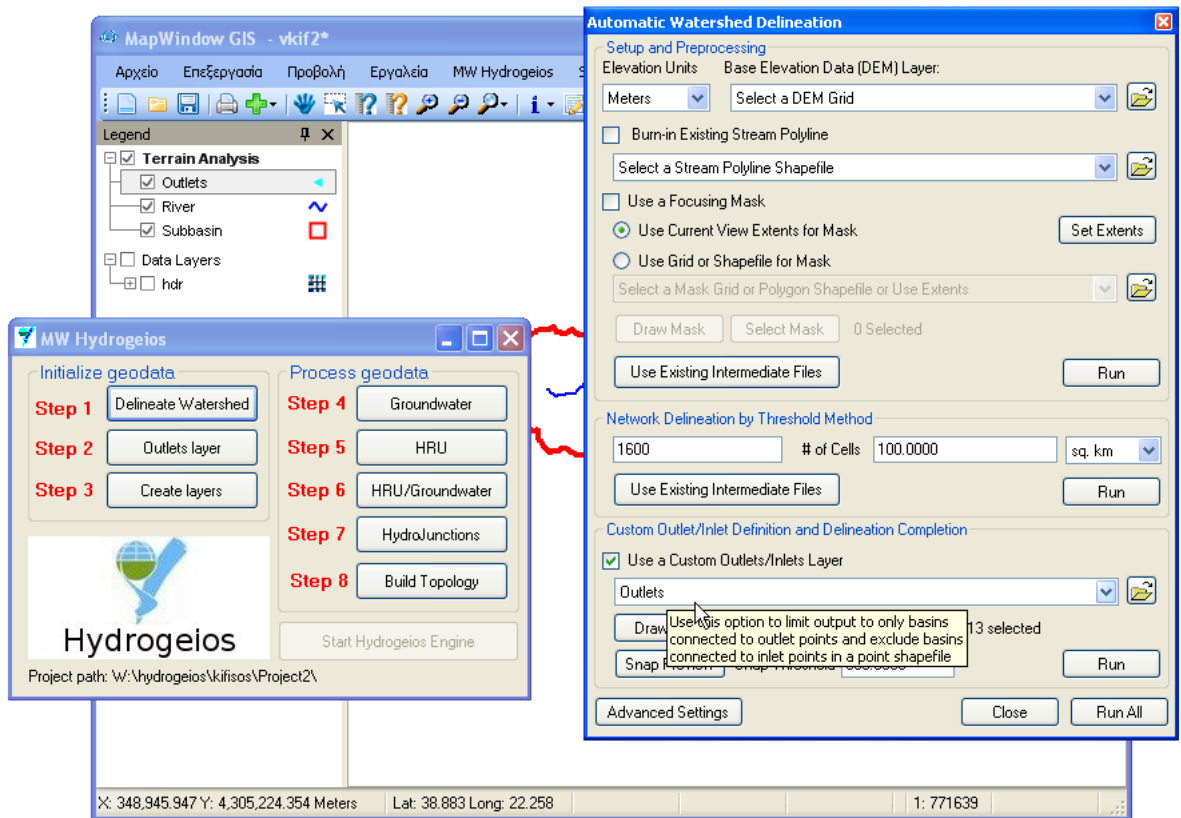 MapWindow GIS - vkif2*
Αρχείο Επεξεργασία Προβολή Εργαλεία MW Hydrogeios
Legend
Terrain Analysis
Outlets
River
Subbasin
Data Layers
hdr
MW Hydrogeios
Initialize geodata
Step 1 Delineate Watershed
Step 2 Outlets layer
Step 3 Create layers
Process geodata
Step 4 Groundwater
Step 5 HRU
Step 6 HRU/Groundwater
Step 7 HydroJunctions
Step 8 Build Topology
Hydrogeios
Start Hydrogeios Engine
Project path: W:\hydrogeios\kifisos\Project2\
Automatic Watershed Delineation
Setup and Preprocessing
Elevation Units Base Elevation Data (DEM) Layer:
Meters Select a DEM Grid
Burn-in Existing Stream Polyline
Select a Stream Polyline Shapefile
Use a Focusing Mask
Use Current View Extents for Mask Set Extents
Use Grid or Shapefile for Mask
Select a Mask Grid or Polygon Shapefile or Use Extents
Draw Mask Select Mask 0 Selected
Use Existing Intermediate Files Run
Network Delineation by Threshold Method
1600 # of Cells 100.0000 sq. km
Use Existing Intermediate Files Run
Custom Outlet/Inlet Definition and Delineation Completion
Use a Custom Outlets/Inlets Layer
Outlets
Draw 13 selected
Use this option to limit output to only basins
connected to outlet points and exclude basins
connected to inlet points in a point shapefile
Snap Run
Advanced Settings Close Run All
X: 348,945.947 Y: 4,305,224.354 Meters Lat: 38.883 Long: 22.258 1: 771639